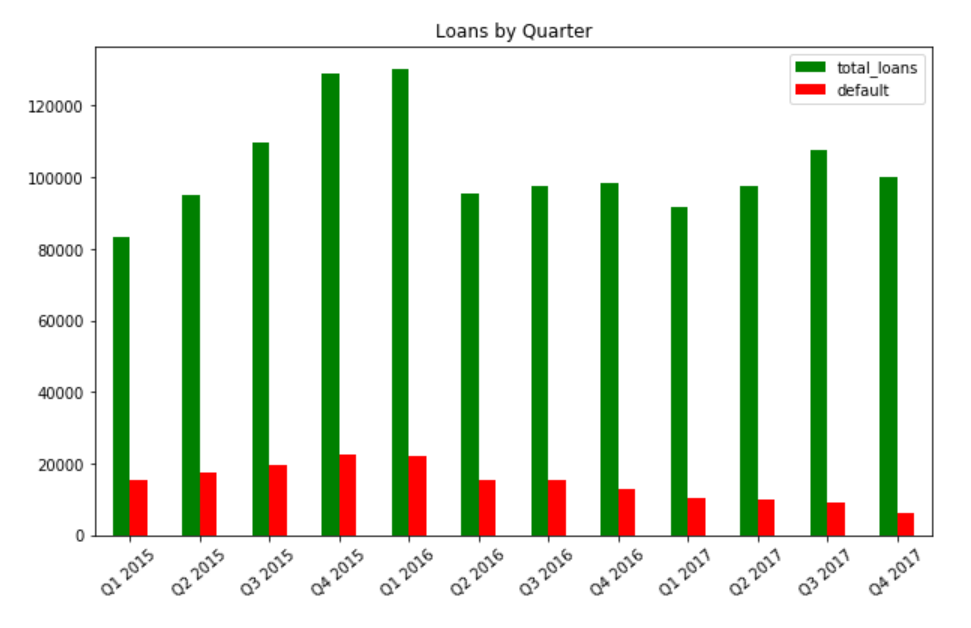 Loans by Quarter
total_loans
default
120000
100000
80000
60000
40000
20000
0
Q1 2015
Q2 2015
Q3 2015
Q4 2015
Q1 2016
Q2 2016
Q3 2016
Q4 2016
Q1 2017
Q2 2017
Q3 2017
Q4 2017